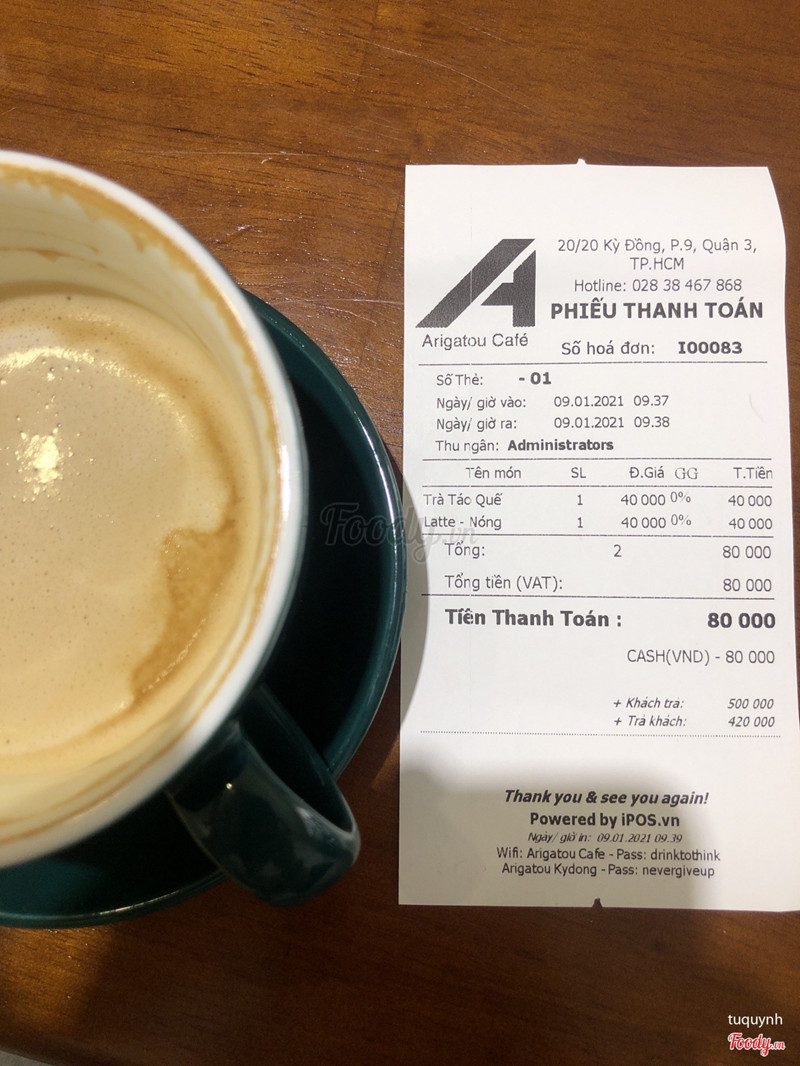 20/20 Kỳ Đồng, P.9, Quận 3,
TP.HCM
Hotline: 028 38 467 868
PHIẾU THANH TOÁN
Arigatou Café
Số hoá đơn: I00083
Số Thẻ: - 01
Ngày/ giờ vào: 09.01.2021 09.37
Ngày/ giờ ra: 09.01.2021 09.38
Thu ngân: Administrators
Tên món SL Đ.Giá GG T.Tiền
Trà Táo Quế 1 40 000 0% 40 000
Latte - Nóng 1 40 000 0% 40 000
Tổng: 2 80 000
Tổng tiền (VAT): 80 000
Tiền Thanh Toán : 80 000
CASH(VND) - 80 000
+ Khách trả: 500 000
+ Trả khách: 420 000
Thank you & see you again!
Powered by iPOS.vn
Ngày/ giờ in: 09.01.2021 09.39
Wifi: Arigatou Cafe - Pass: drinktothink
Arigatou Kydong - Pass: nevergiveup
Foody.vn
tuquynh
Foody.vn